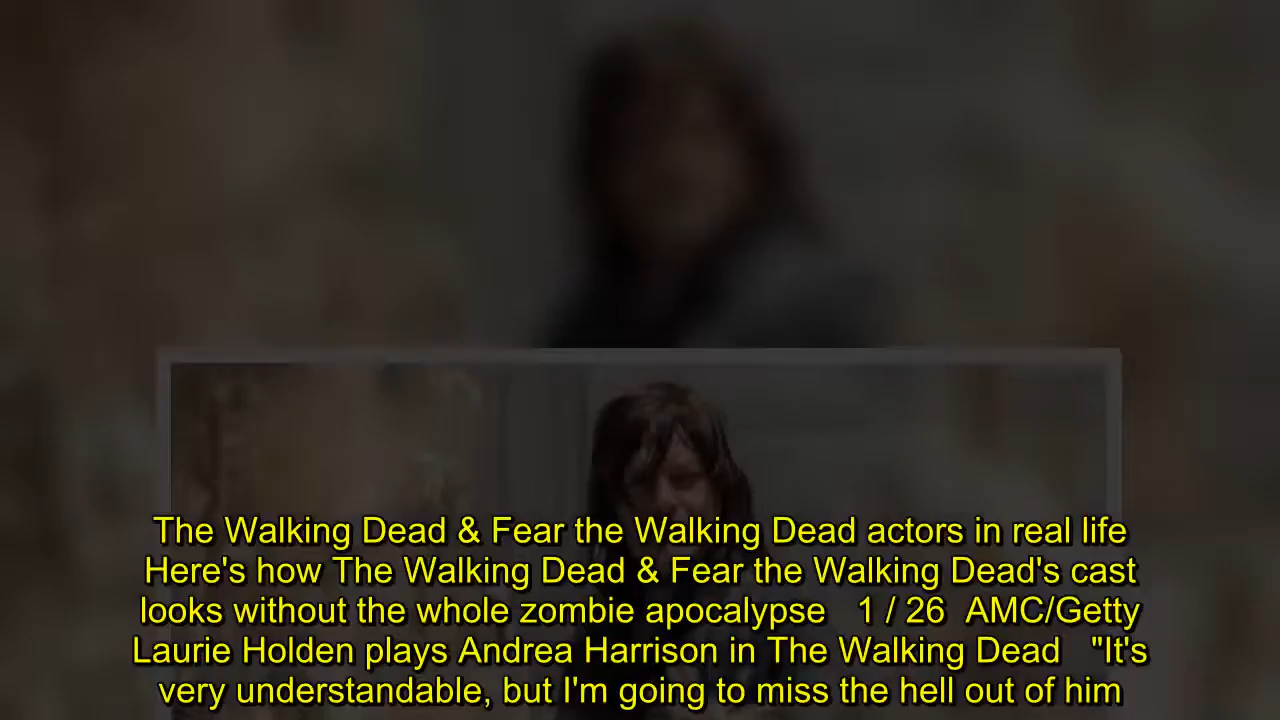 The Walking Dead & Fear the Walking Dead actors in real life
Here's how The Walking Dead & Fear the Walking Dead's cast
looks without the whole zombie apocalypse   1 / 26  AMC/Getty
Laurie Holden plays Andrea Harrison in The Walking Dead   "It's
very understandable, but I'm going to miss the hell out of him